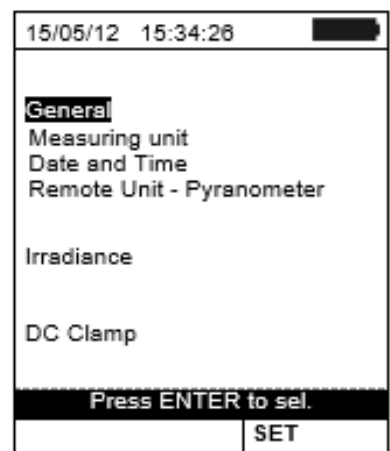 15/05/12 15:34:26
General
Measuring unit
Date and Time
Remote Unit - Pyranometer
Irradiance
DC Clamp
Press ENTER to sel.
SET